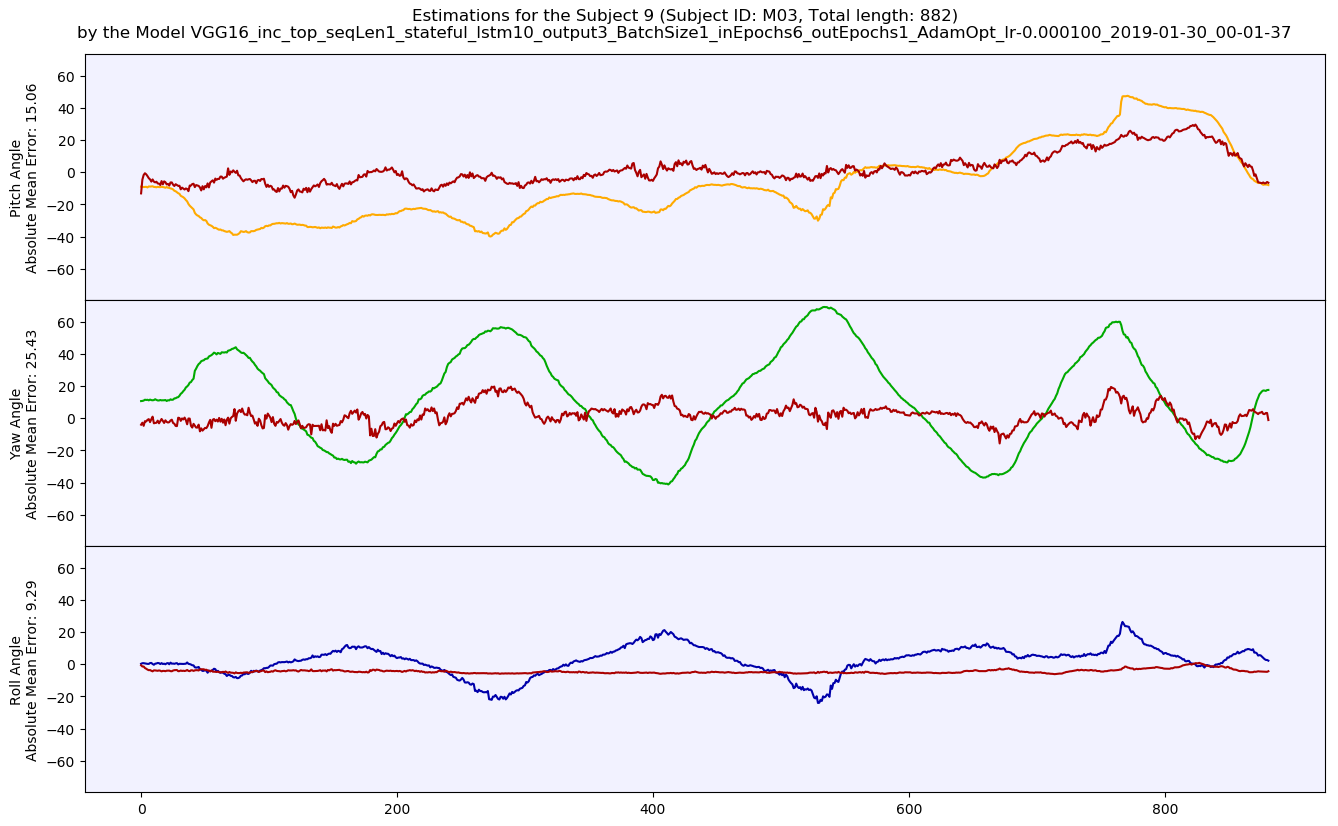 Estimations for the Subject 9 (Subject ID: M03, Total length: 882)
by the Model VGG16_inc_top_seqLen1_stateful_lstm10_output3_BatchSize1_inEpochs6_outEpochs1_AdamOpt_lr-0.000100_2019-01-30_00-01-37
Pitch Angle
Absolute Mean Error: 15.06
60
40
20
0
−20
−40
−60
Yaw Angle
Absolute Mean Error: 25.43
60
40
20
0
−20
−40
−60
Roll Angle
Absolute Mean Error: 9.29
60
40
20
0
−20
−40
−60
0 200 400 600 800